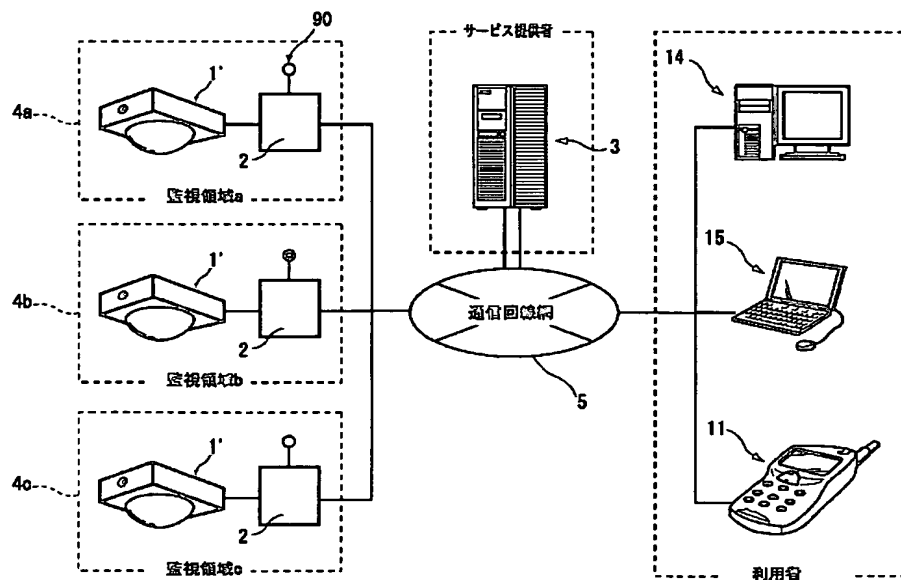 サービス提供者
90
14
1'
4a
2
3
監視領域a
15
1'
4b
通信回線網
2
監視領域b
5
11
1'
4c
2
監視領域c
利用者